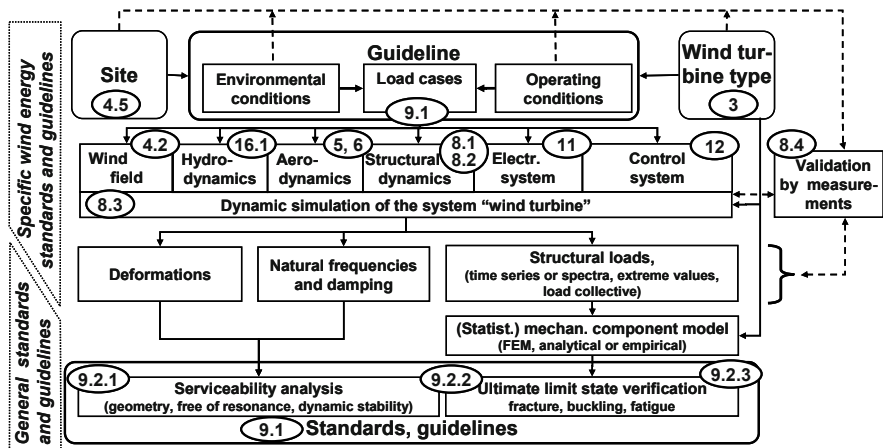 Specific wind energy
standards and guidelines
General standards
and guidelines
Site
4.5
Guideline
Environmental
conditions
Load cases
9.1
Operating
conditions
Wind tur-
bine type
3
Wind
field
4.2
Hydro-
dynamics
16.1
Aero-
dynamics
5, 6
Structural
dynamics
8.1
8.2
Electr.
system
11
Control
system
12
8.4
Validation
by measure-
ments
8.3
Dynamic simulation of the system “wind turbine”
Deformations
Natural frequencies
and damping
Structural loads,
(time series or spectra, extreme values,
load collective)
(Statist.) mechan. component model
(FEM, analytical or empirical)
9.2.1
Serviceability analysis
(geometry, free of resonance, dynamic stability)
9.2.2
Ultimate limit state verification
fracture, buckling, fatigue
9.2.3
9.1
Standards, guidelines